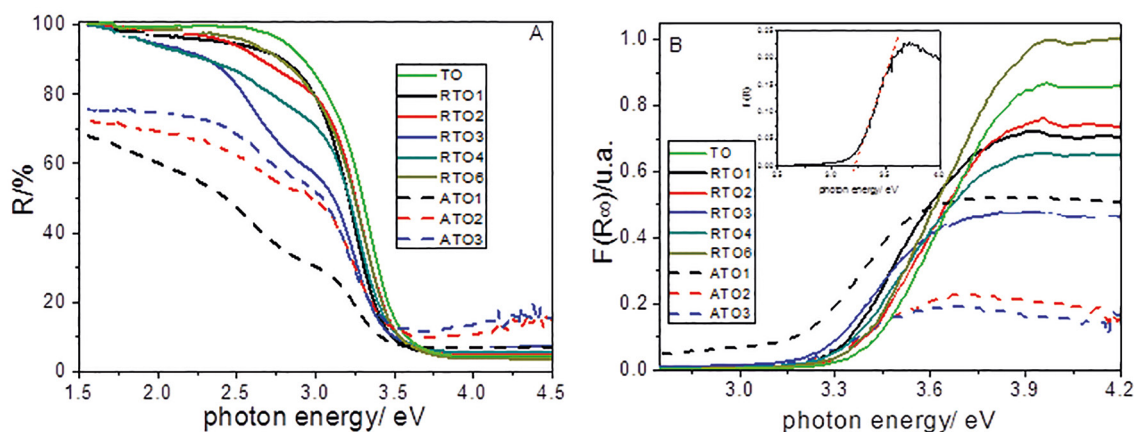 A
100
80
60
40
20
0
R/%
1.5 2.0 2.5 3.0 3.5 4.0 4.5
photon energy/ eV
TO
RTO1
RTO2
RTO3
RTO4
RTO6
ATO1
ATO2
ATO3
B
1.0
0.8
0.6
0.4
0.2
0.0
F(R∞)/u.a.
3.0 3.3 3.6 3.9 4.2
photon energy/ eV
TO
RTO1
RTO2
RTO3
RTO4
RTO6
ATO1
ATO2
ATO3
photon energy/ eV